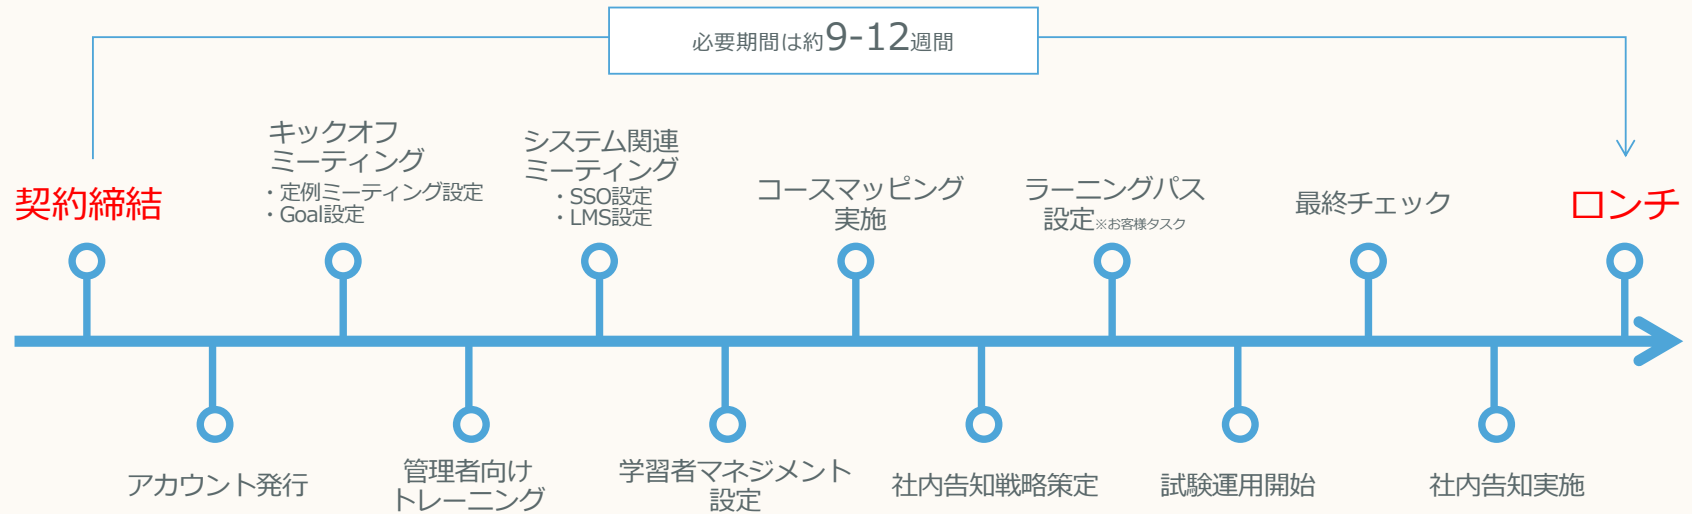 必要期間は約9-12週間
契約締結
キックオフ
ミーティング
・定例ミーティング設定
・Goal設定
システム関連
ミーティング
・SSO設定
・LMS設定
コースマッピング
実施
ラーニングパス
設定※お客様タスク
最終チェック
ロンチ
アカウント発行
管理者向け
トレーニング
学習者マネジメント
設定
社内告知戦略策定
試験運用開始
社内告知実施